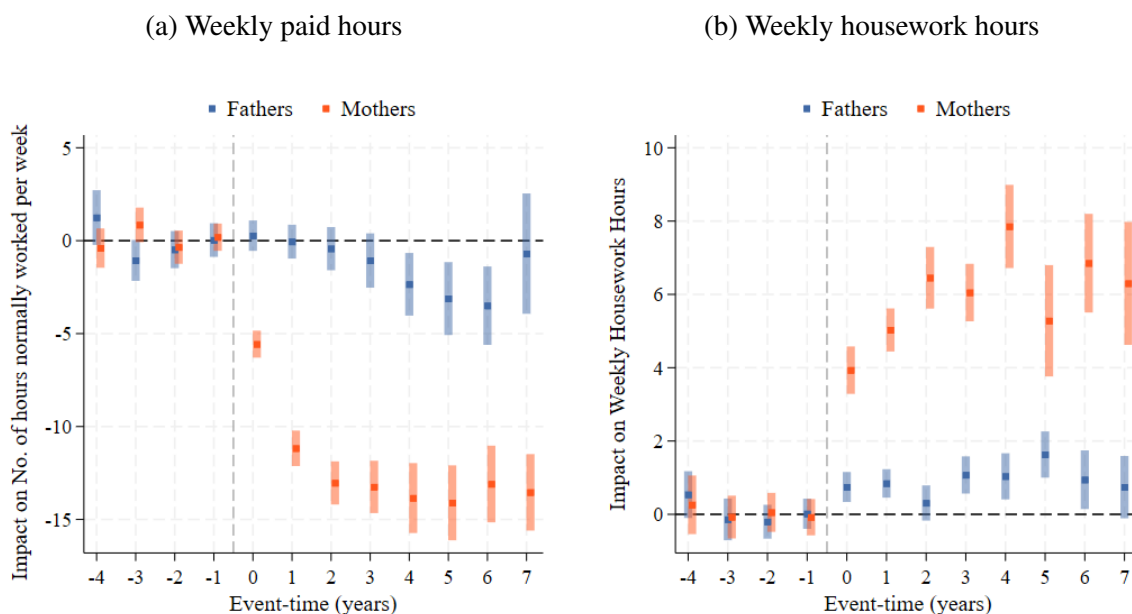 (a) Weekly paid hours
Fathers Mothers
Impact on No. of hours normally worked per week
5
0
-5
-10
-15
-4 -3 -2 -1 0 1 2 3 4 5 6 7
Event-time (years)
(b) Weekly housework hours
Fathers Mothers
Impact on Weekly Housework Hours
10
8
6
4
2
0
-4 -3 -2 -1 0 1 2 3 4 5 6 7
Event-time (years)